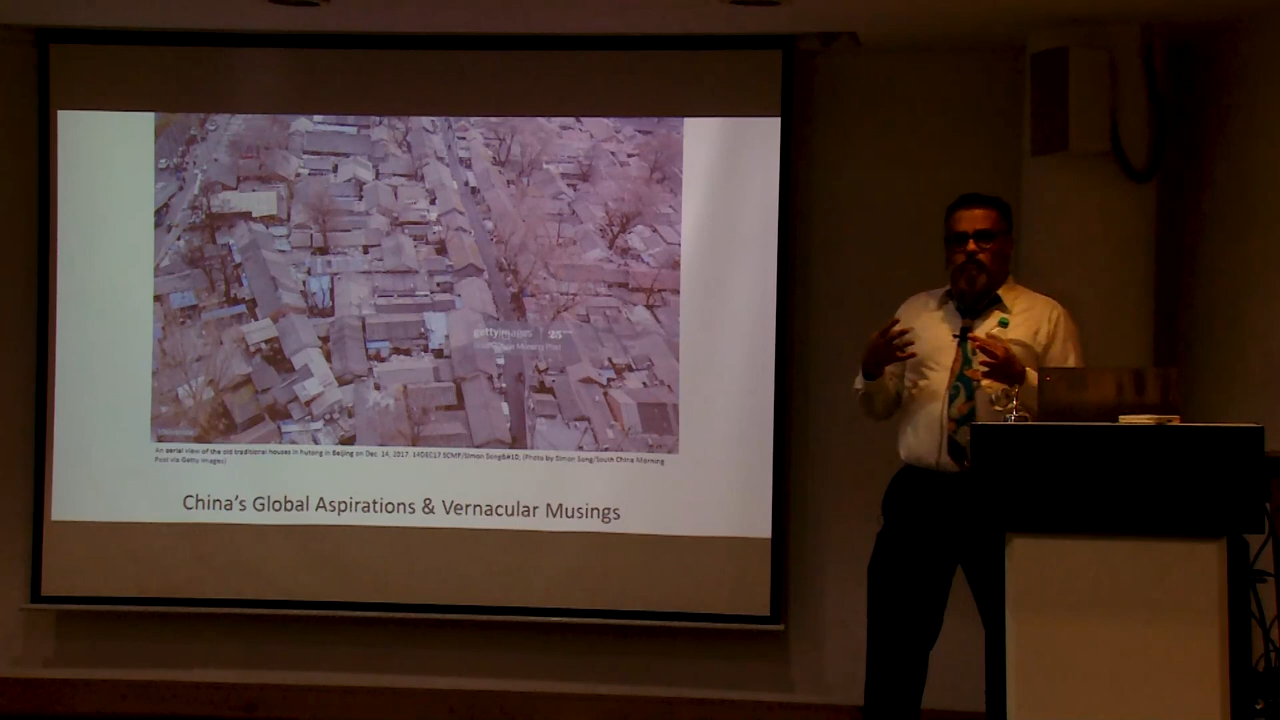 gettyimages
An aerial view of the old traditional houses in hutong in Beijing on Dec. 14, 2017. 14DEC17 SCMP/Simon Song&#10; (Photo by Simon Song/South China Morning
Post via Getty Images)
China's Global Aspirations & Vernacular Musings